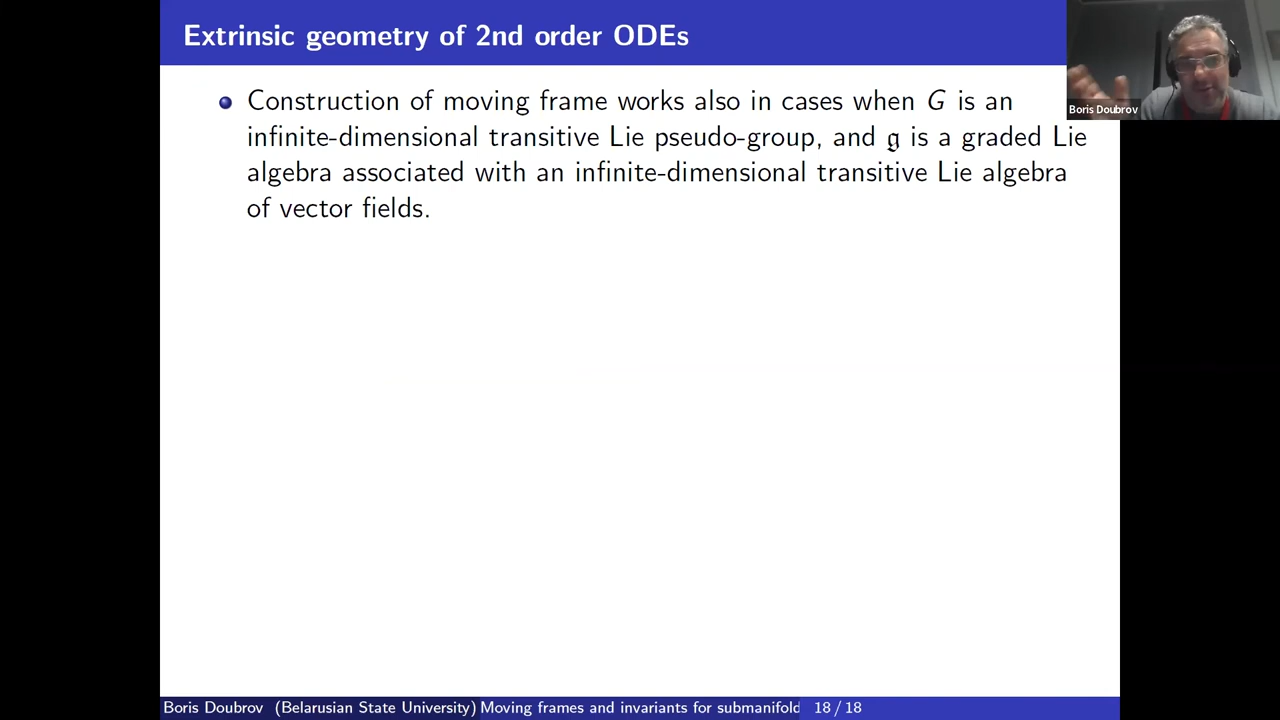 Extrinsic geometry of 2nd order ODEs
Boris Doubrov
Construction of moving frame works also in cases when G is an
infinite-dimensional transitive Lie pseudo-group, and 𝔤 is a graded Lie
algebra associated with an infinite-dimensional transitive Lie algebra
of vector fields.
Boris Doubrov (Belarusian State University) Moving frames and invariants for submanifold 18 / 18